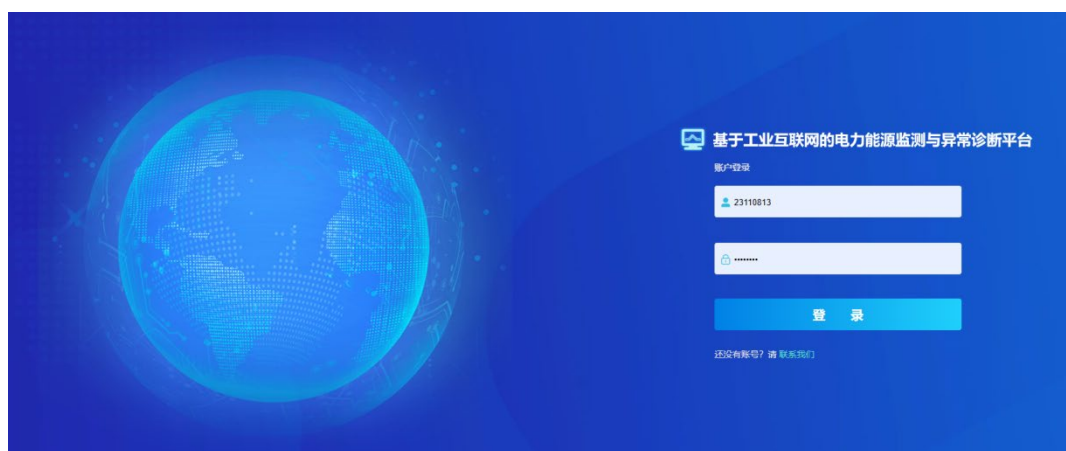 基于工业互联网的电力能源监测与异常诊断平台
账户登录
23110813
••••••••
登 录
还没有账号？请 联系我们